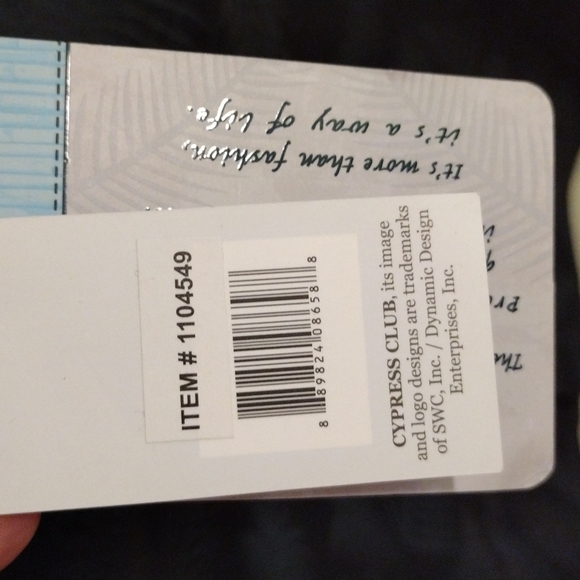 ITEM # 1104549
8 89824 08658 8
CYPRESS CLUB, its image
and logo designs are trademarks
of SWC, Inc. / Dynamic Design
Enterprises, Inc.
It's more than fashion,
it's a way of life.